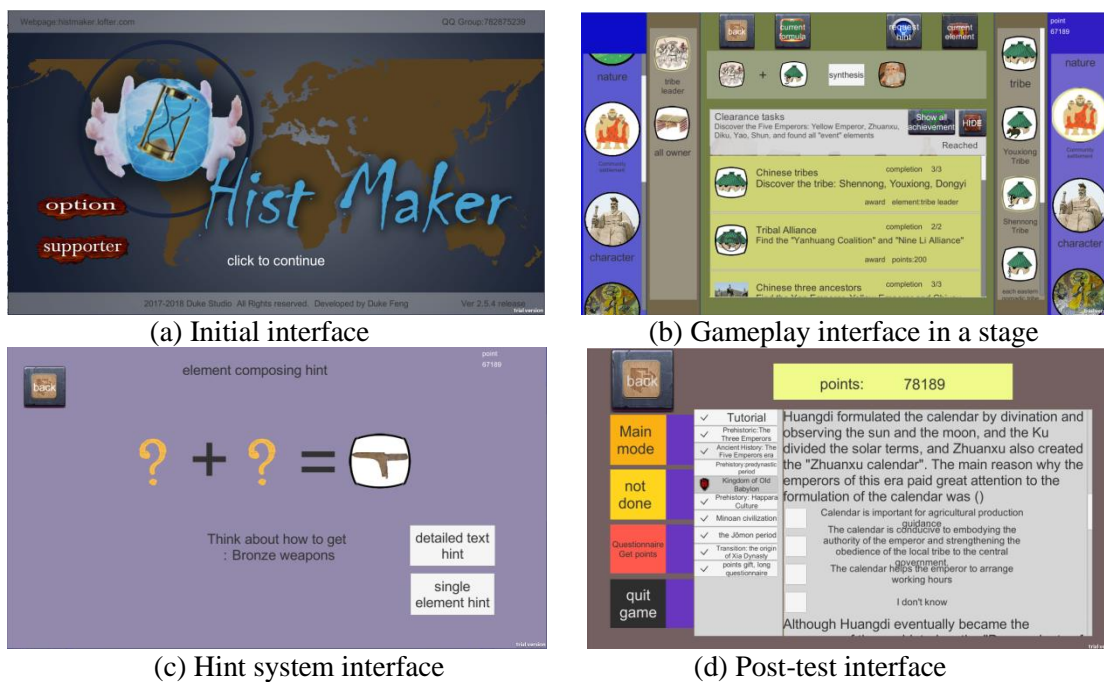 Webpage:histmaker.lofter.com
QQ Group:782875239
Hist Maker
option
supporter
click to continue
2017-2018 Duke Studio All Rights reserved. Developed by Duke Feng
Ver 2.5.4 release
trial version
(a) Initial interface
back
current formula
request hint
current element
point
67189
nature
Community settlement
character
tribe leader
all owner
+
synthesis
Clearance tasks
Discover the Five Emperors: Yellow Emperor, Zhuanxu,
Diku, Yao, Shun, and found all "event" elements
Show all achievement
HIDE
Reached
Chinese tribes
completion 3/3
Discover the tribe: Shennong, Youxiong, Dongyi
award element:tribe leader
Tribal Alliance
completion 2/2
Find the "Yanhuang Coalition" and "Nine Li Alliance"
award points:200
Chinese three ancestors
completion 3/3
tribe
Youxiong
Tribe
Shennong
Tribe
each eastern
nature
Community settlement
character
(b) Gameplay interface in a stage
back
element composing hint
point
67189
? + ? =
Think about how to get
: Bronze weapons
detailed text
hint
single
element hint
trial version
(c) Hint system interface
back
points: 78189
Main
mode
not
done
Questionnaire
Get points
quit
game
Tutorial
Prehistoric:The
Three Emperors
Ancient History: The
Five Emperors era
Prehistory:predynastic
period
Kingdom of Old
Babylon
Prehistory: Happara
Culture
Minoan civilization
the Jōmon period
Transition: the origin
of Xia Dynasty
points gift, long
questionnaire
Huangdi formulated the calendar by divination and
observing the sun and the moon, and the Ku
divided the solar terms, and Zhuanxu also created
the "Zhuanxu calendar". The main reason why the
emperors of this era paid great attention to the
formulation of the calendar was ()
Calendar is important for agricultural production
guidance
The calendar is conducive to embodying the
authority of the emperor and strengthening the
obedience of the local tribe to the central
government.
The calendar helps the emperor to arrange
working hours
I don't know
Although Huangdi eventually became the
(d) Post-test interface